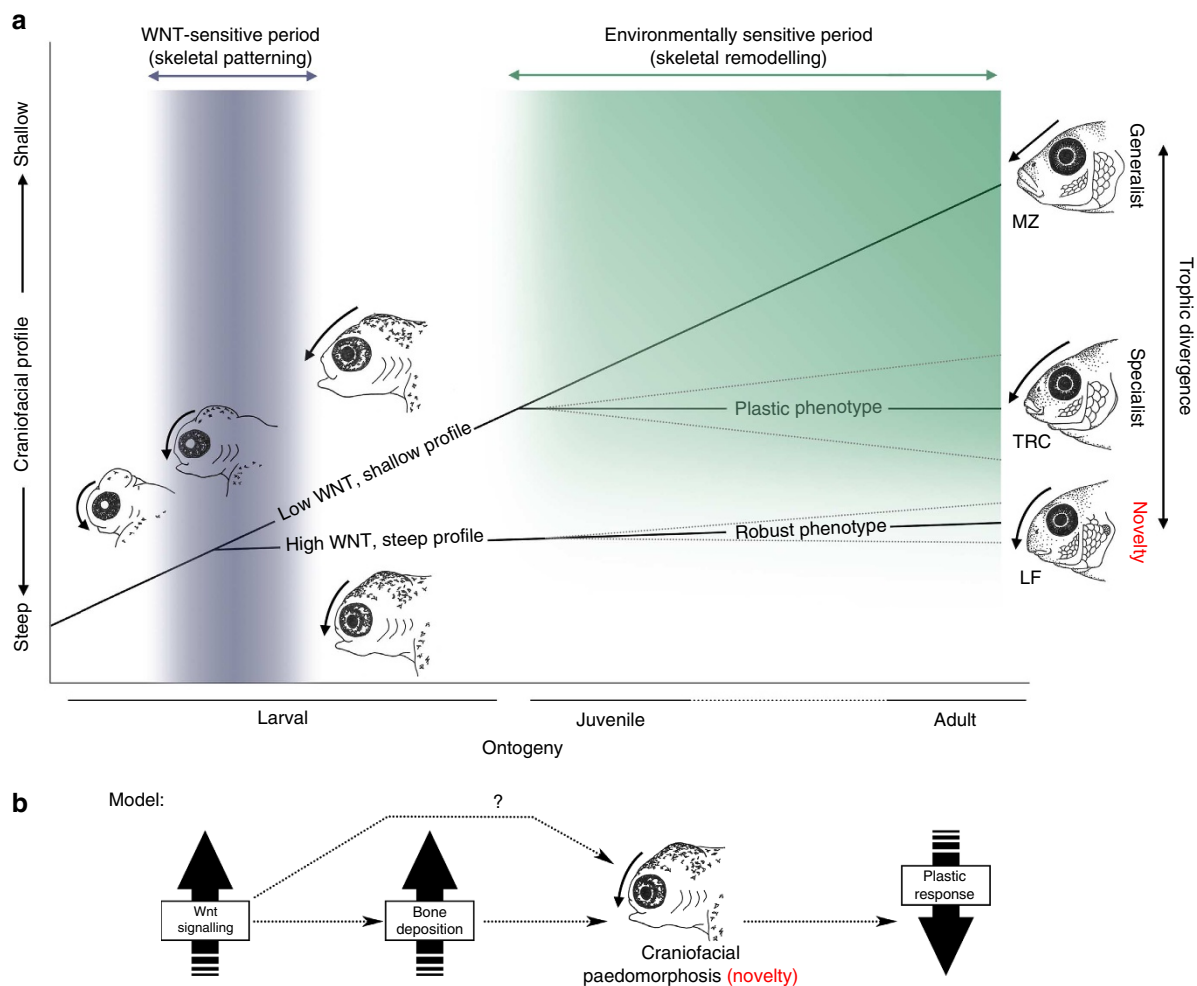 a
WNT-sensitive period
(skeletal patterning)
Environmentally sensitive period
(skeletal remodelling)
Shallow
Craniofacial profile
Steep
Low WNT, shallow profile
High WNT, steep profile
Plastic phenotype
Robust phenotype
MZ
Generalist
TRC
Specialist
LF
Novelty
Trophic divergence
Larval
Juvenile
Adult
Ontogeny
b
Model:
?
Wnt
signalling
Bone
deposition
Craniofacial
paedomorphosis (novelty)
Plastic
response